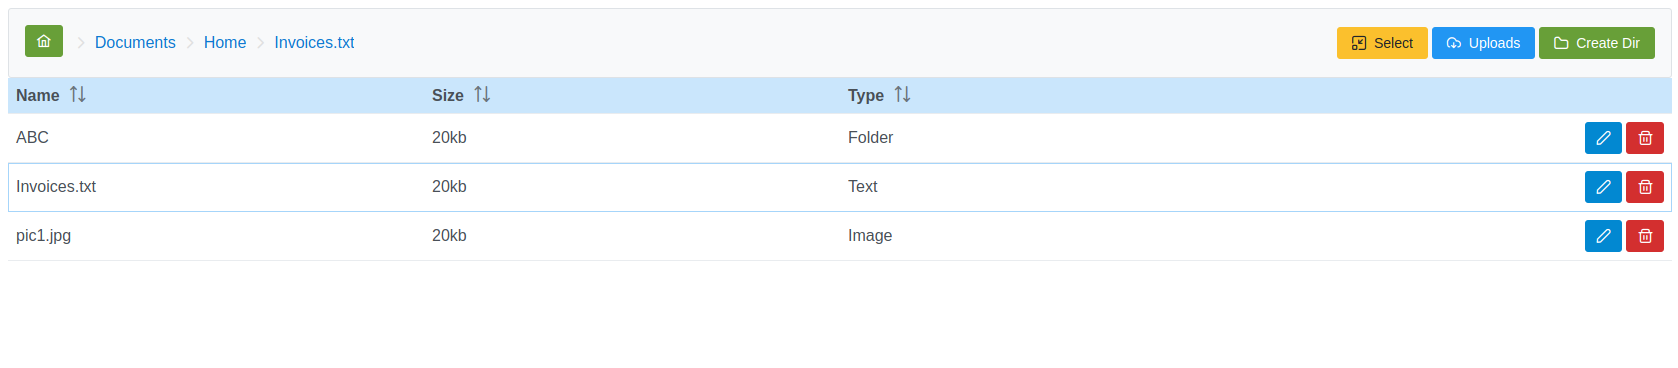 Documents Home Invoices.txt Select Uploads Create Dir
Name Size Type
ABC 20kb Folder
Invoices.txt 20kb Text
pic1.jpg 20kb Image